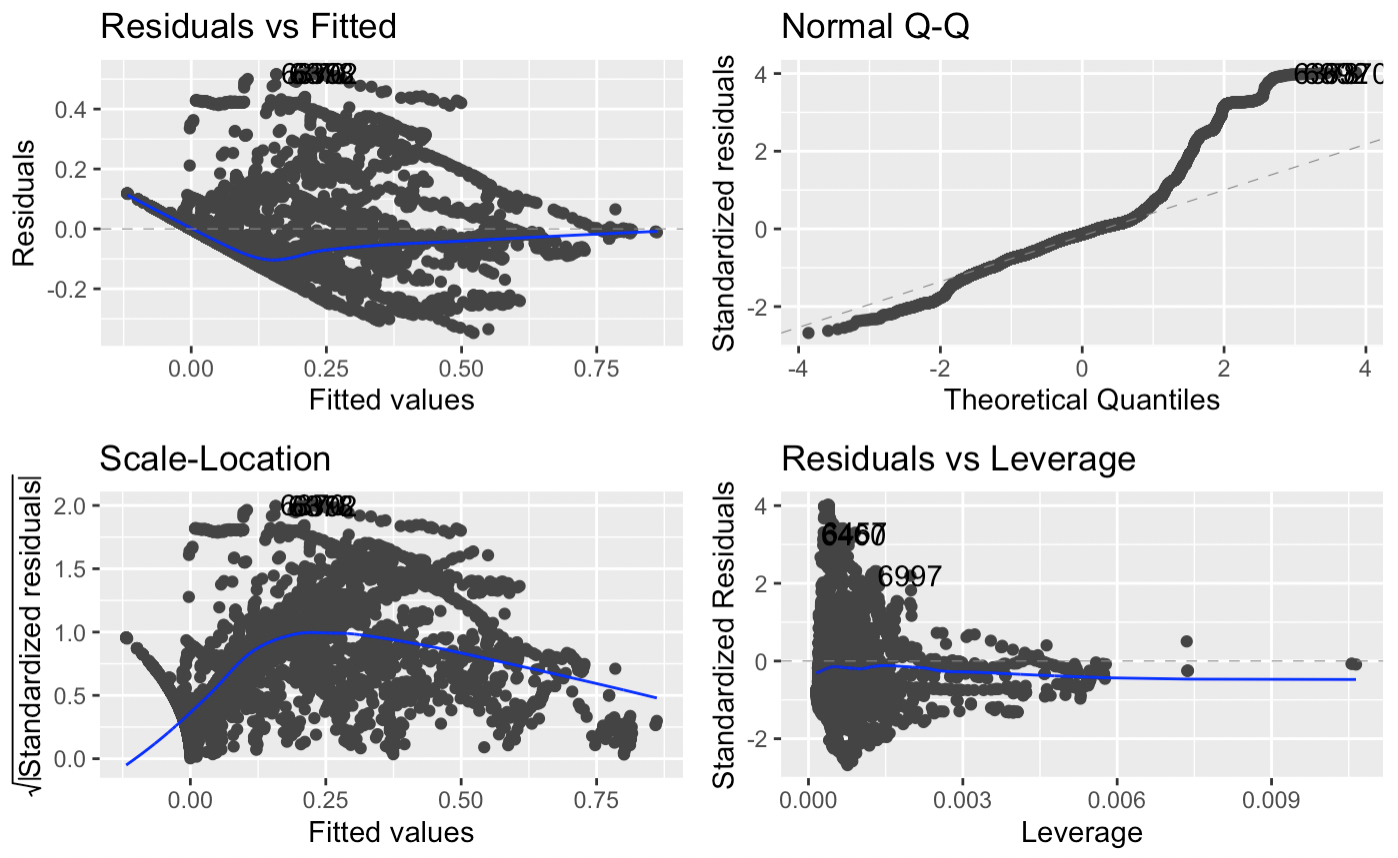 Residuals vs Fitted
Residuals
0.4
0.2
0.0
-0.2
0.00 0.25 0.50 0.75
Fitted values
Normal Q-Q
Standardized residuals
4
2
0
-2
-4 -2 0 2 4
Theoretical Quantiles
Scale-Location
√|Standardized residuals|
2.0
1.5
1.0
0.5
0.0
0.00 0.25 0.50 0.75
Fitted values
Residuals vs Leverage
Standardized Residuals
4
2
0
-2
6997
0.000 0.003 0.006 0.009
Leverage